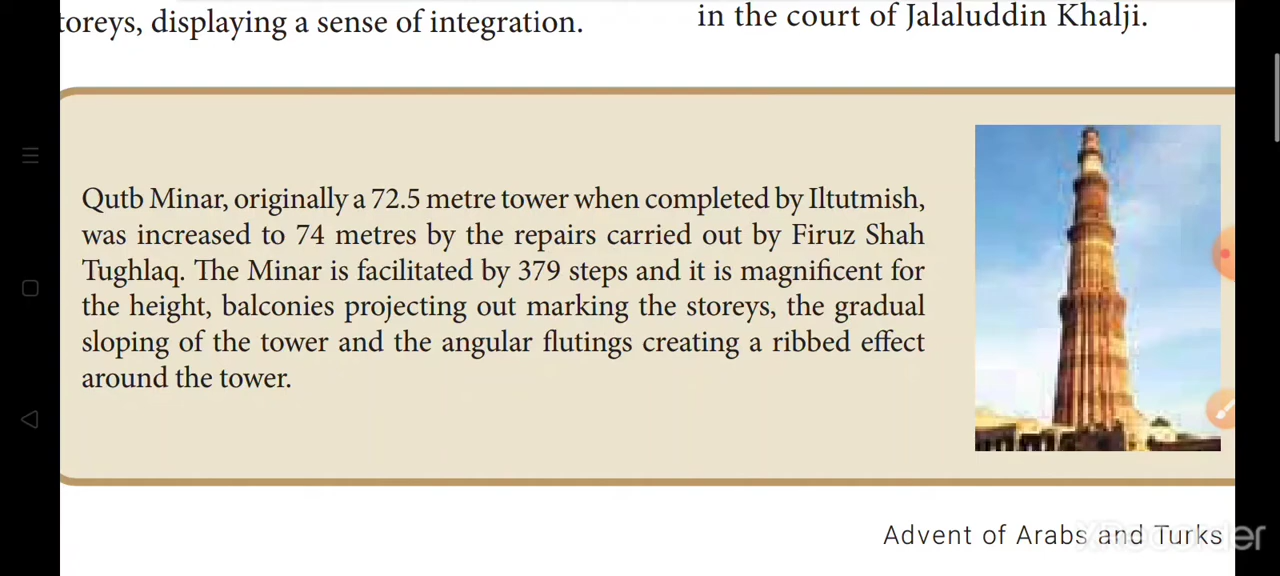 toreys, displaying a sense of integration.
in the court of Jalaluddin Khalji.
Qutb Minar, originally a 72.5 metre tower when completed by Iltutmish,
was increased to 74 metres by the repairs carried out by Firuz Shah
Tughlaq. The Minar is facilitated by 379 steps and it is magnificent for
the height, balconies projecting out marking the storeys, the gradual
sloping of the tower and the angular flutings creating a ribbed effect
around the tower.
Advent of Arabs and Turks
XRecorder